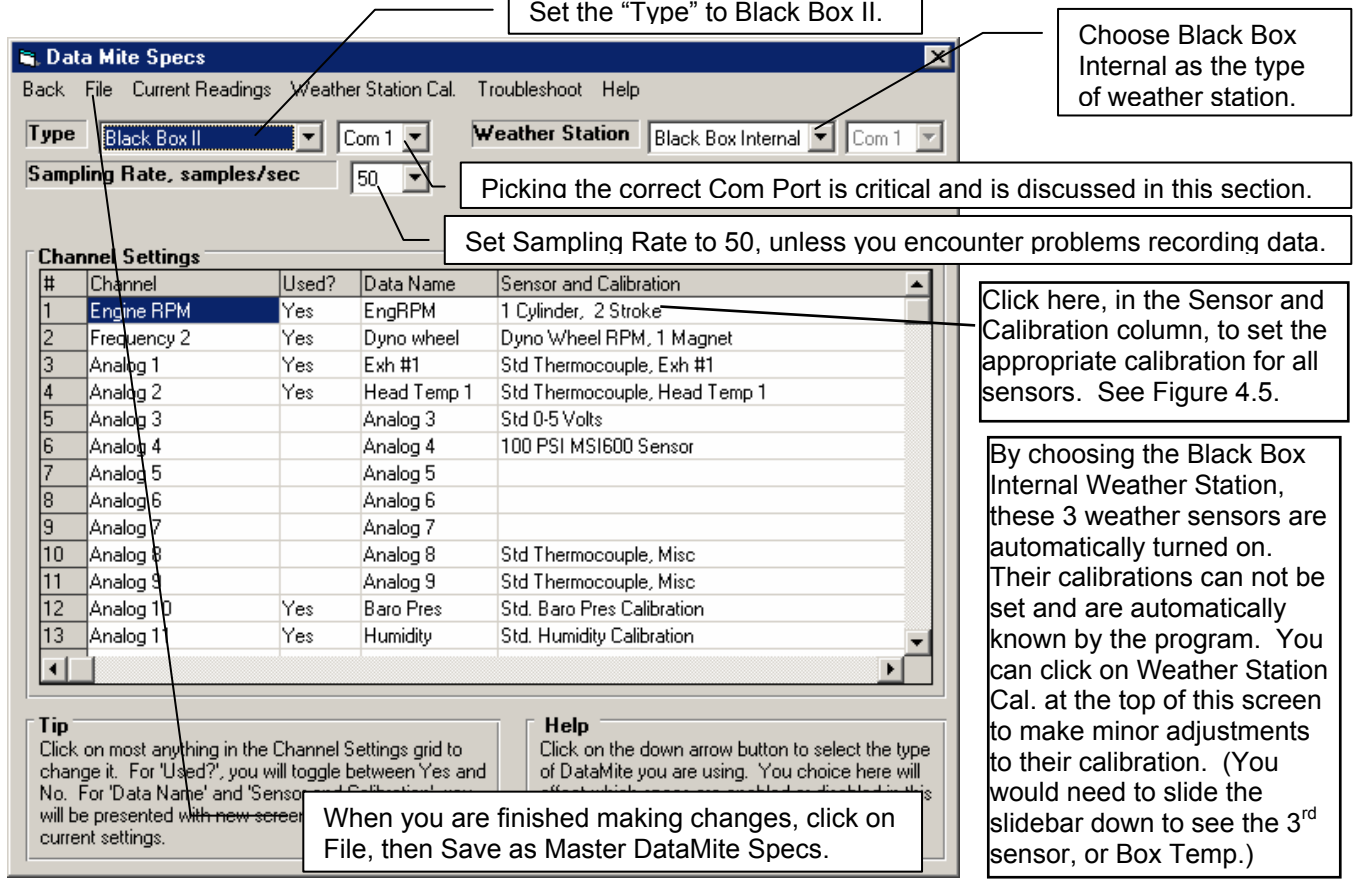 Set the “Type” to Black Box II.
Choose Black Box
Internal as the type
of weather station.
Data Mite Specs
Back File Current Readings Weather Station Cal. Troubleshoot Help
Type Black Box II Com 1 Weather Station Black Box Internal Com 1
Sampling Rate, samples/sec 50
Picking the correct Com Port is critical and is discussed in this section.
Set Sampling Rate to 50, unless you encounter problems recording data.
Channel Settings
# Channel Used? Data Name Sensor and Calibration
1 Engine RPM Yes EngRPM 1 Cylinder, 2 Stroke
2 Frequency 2 Yes Dyno wheel Dyno Wheel RPM, 1 Magnet
3 Analog 1 Yes Exh #1 Std Thermocouple, Exh #1
4 Analog 2 Yes Head Temp 1 Std Thermocouple, Head Temp 1
5 Analog 3 Analog 3 Std 0-5 Volts
6 Analog 4 Analog 4 100 PSI MSI600 Sensor
7 Analog 5 Analog 5
8 Analog 6 Analog 6
9 Analog 7 Analog 7
10 Analog 8 Analog 8 Std Thermocouple, Misc
11 Analog 9 Analog 9 Std Thermocouple, Misc
12 Analog 10 Yes Baro Pres Std. Baro Pres Calibration
13 Analog 11 Yes Humidity Std. Humidity Calibration
Click here, in the Sensor and
Calibration column, to set the
appropriate calibration for all
sensors. See Figure 4.5.
By choosing the Black Box
Internal Weather Station,
these 3 weather sensors are
automatically turned on.
Their calibrations can not be
set and are automatically
known by the program. You
can click on Weather Station
Cal. at the top of this screen
to make minor adjustments
to their calibration. (You
would need to slide the
slidebar down to see the 3rd
sensor, or Box Temp.)
Tip
Click on most anything in the Channel Settings grid to
change it. For 'Used?', you will toggle between Yes and
No. For 'Data Name' and 'Sensor and
will be presented with new screen
current settings.
Help
Click on the down arrow button to select the type
of DataMite you are using. You choice here will
When you are finished making changes, click on
File, then Save as Master DataMite Specs.